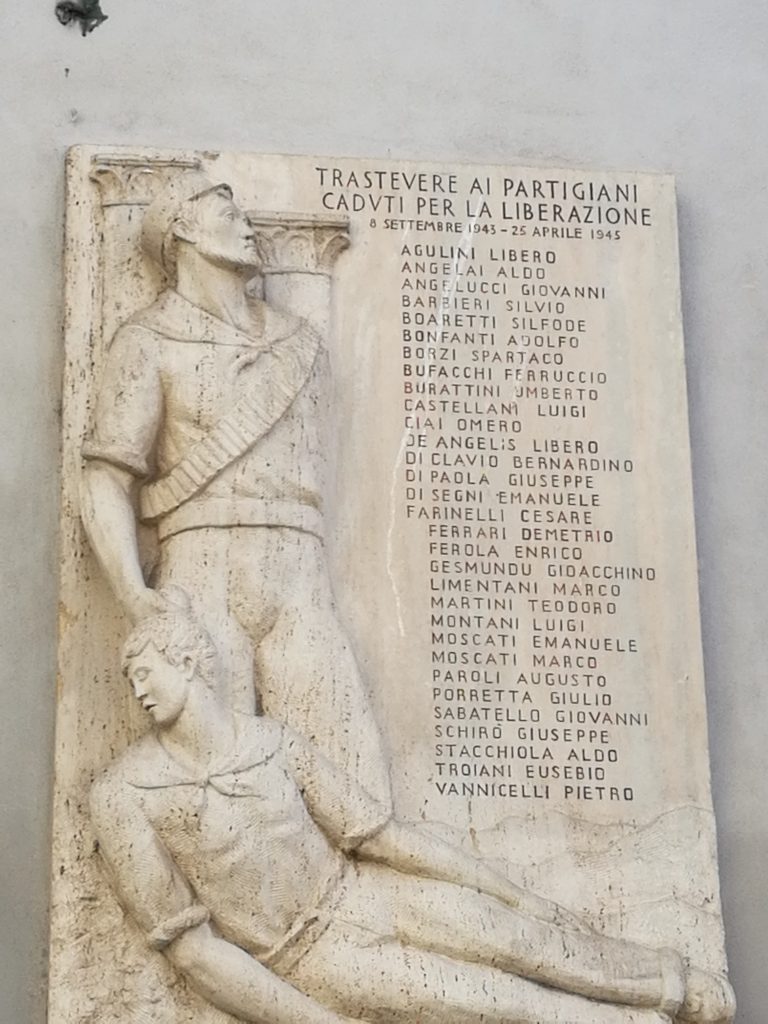 TRASTEVERE AI PARTIGIANI
CADVTI PER LA LIBERAZIONE
8 SETTEMBRE 1943 - 25 APRILE 1945
AGULINI LIBERO
ANGELAI ALDO
ANGELUCCI GIOVANNI
BARBIERI SILVIO
BOARETTI SILFODE
BONFANTI ADOLFO
BORZI SPARTACO
BUFACCHI FERRUCCIO
BURATTINI UMBERTO
CASTELLANI LUIGI
CIAI OMERO
DE ANGELIS LIBERO
DI CLAVIO BERNARDINO
DI PAOLA GIUSEPPE
DI SEGNI EMANUELE
FARINELLI CESARE
FERRARI DEMETRIO
FEROLA ENRICO
GESMUNDU GIOACCHINO
LIMENTANI MARCO
MARTINI TEODORO
MONTANI LUIGI
MOSCATI EMANUELE
MOSCATI MARCO
PAROLI AUGUSTO
PORRETTA GIULIO
SABATELLO GIOVANNI
SCHIRÒ GIUSEPPE
STACCHIOLA ALDO
TROIANI EUSEBIO
VANNICELLI PIETRO